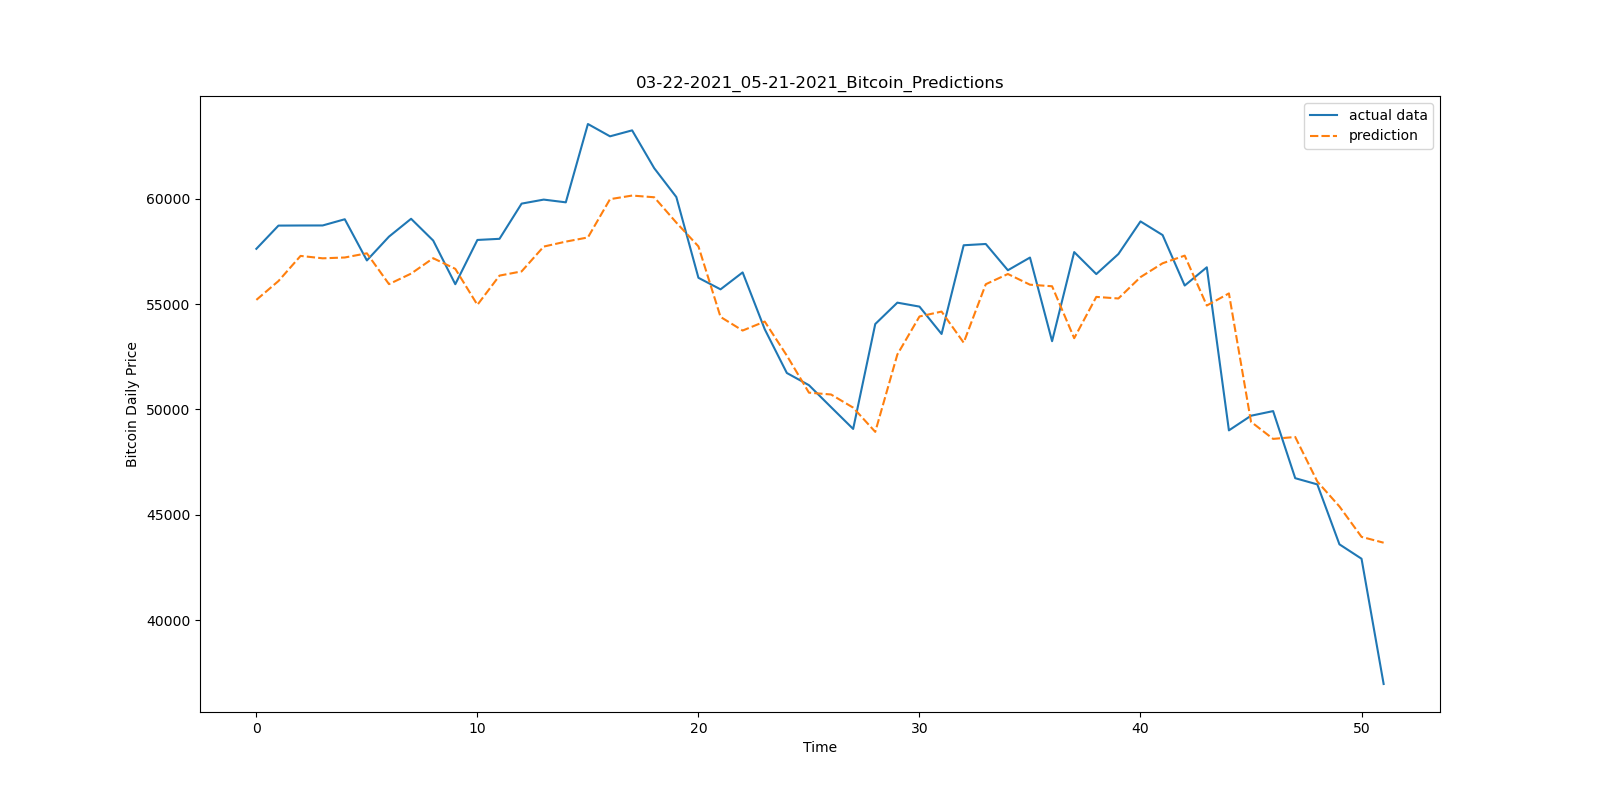 03-22-2021_05-21-2021_Bitcoin_Predictions
actual data
prediction
60000
55000
50000
45000
40000
Bitcoin Daily Price
0 10 20 30 40 50
Time